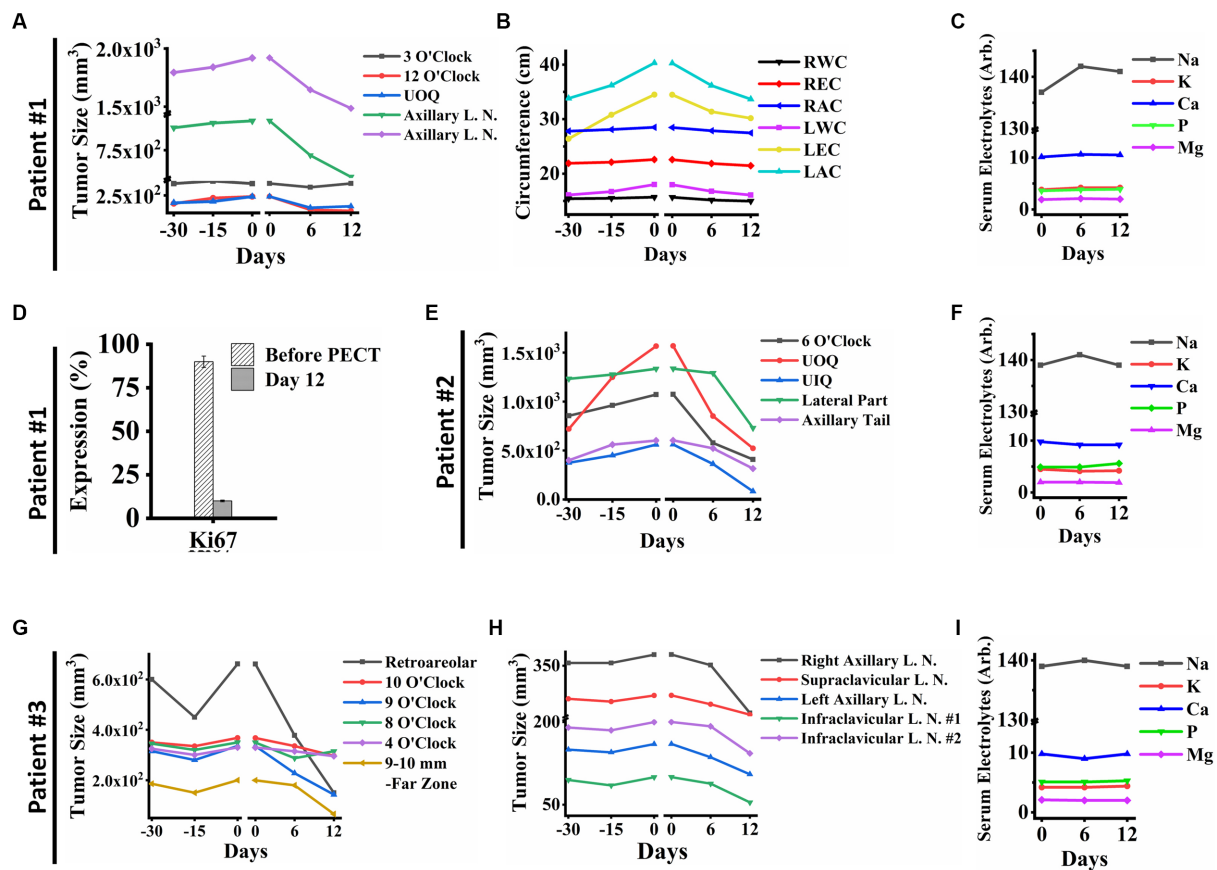 A
Patient #1
Tumor Size (mm³)
2.0x10³
1.5x10³
7.5x10²
2.5x10²
-30 -15 0 0 6 12
Days
3 O'Clock
12 O'Clock
UOQ
Axillary L. N.
Axillary L. N.
B
Circumference (cm)
40
30
20
-30 -15 0 0 6 12
Days
RWC
REC
RAC
LWC
LEC
LAC
C
Serum Electrolytes (Arb.)
140
130
10
0
0 6 12
Days
Na
K
Ca
P
Mg
D
Patient #1
Expression (%)
100
75
50
25
0
Ki67
Before PECT
Day 12
E
Patient #2
Tumor Size (mm³)
1.5x10³
1.0x10³
5.0x10²
0.0
-30 -15 0 0 6 12
Days
6 O'Clock
UOQ
UIQ
Lateral Part
Axillary Tail
F
Serum Electrolytes (Arb.)
140
130
10
0
0 6 12
Days
Na
K
Ca
P
Mg
G
Patient #3
Tumor Size (mm³)
6.0x10²
4.0x10²
2.0x10²
-30 -15 0 0 6 12
Days
Retroareolar
10 O'Clock
9 O'Clock
8 O'Clock
4 O'Clock
9-10 mm
-Far Zone
H
Tumor Size (mm³)
350
200
50
-30 -15 0 0 6 12
Days
Right Axillary L. N.
Supraclavicular L. N.
Left Axillary L. N.
Infraclavicular L. N. #1
Infraclavicular L. N. #2
I
Serum Electrolytes (Arb.)
140
130
10
0
0 6 12
Days
Na
K
Ca
P
Mg